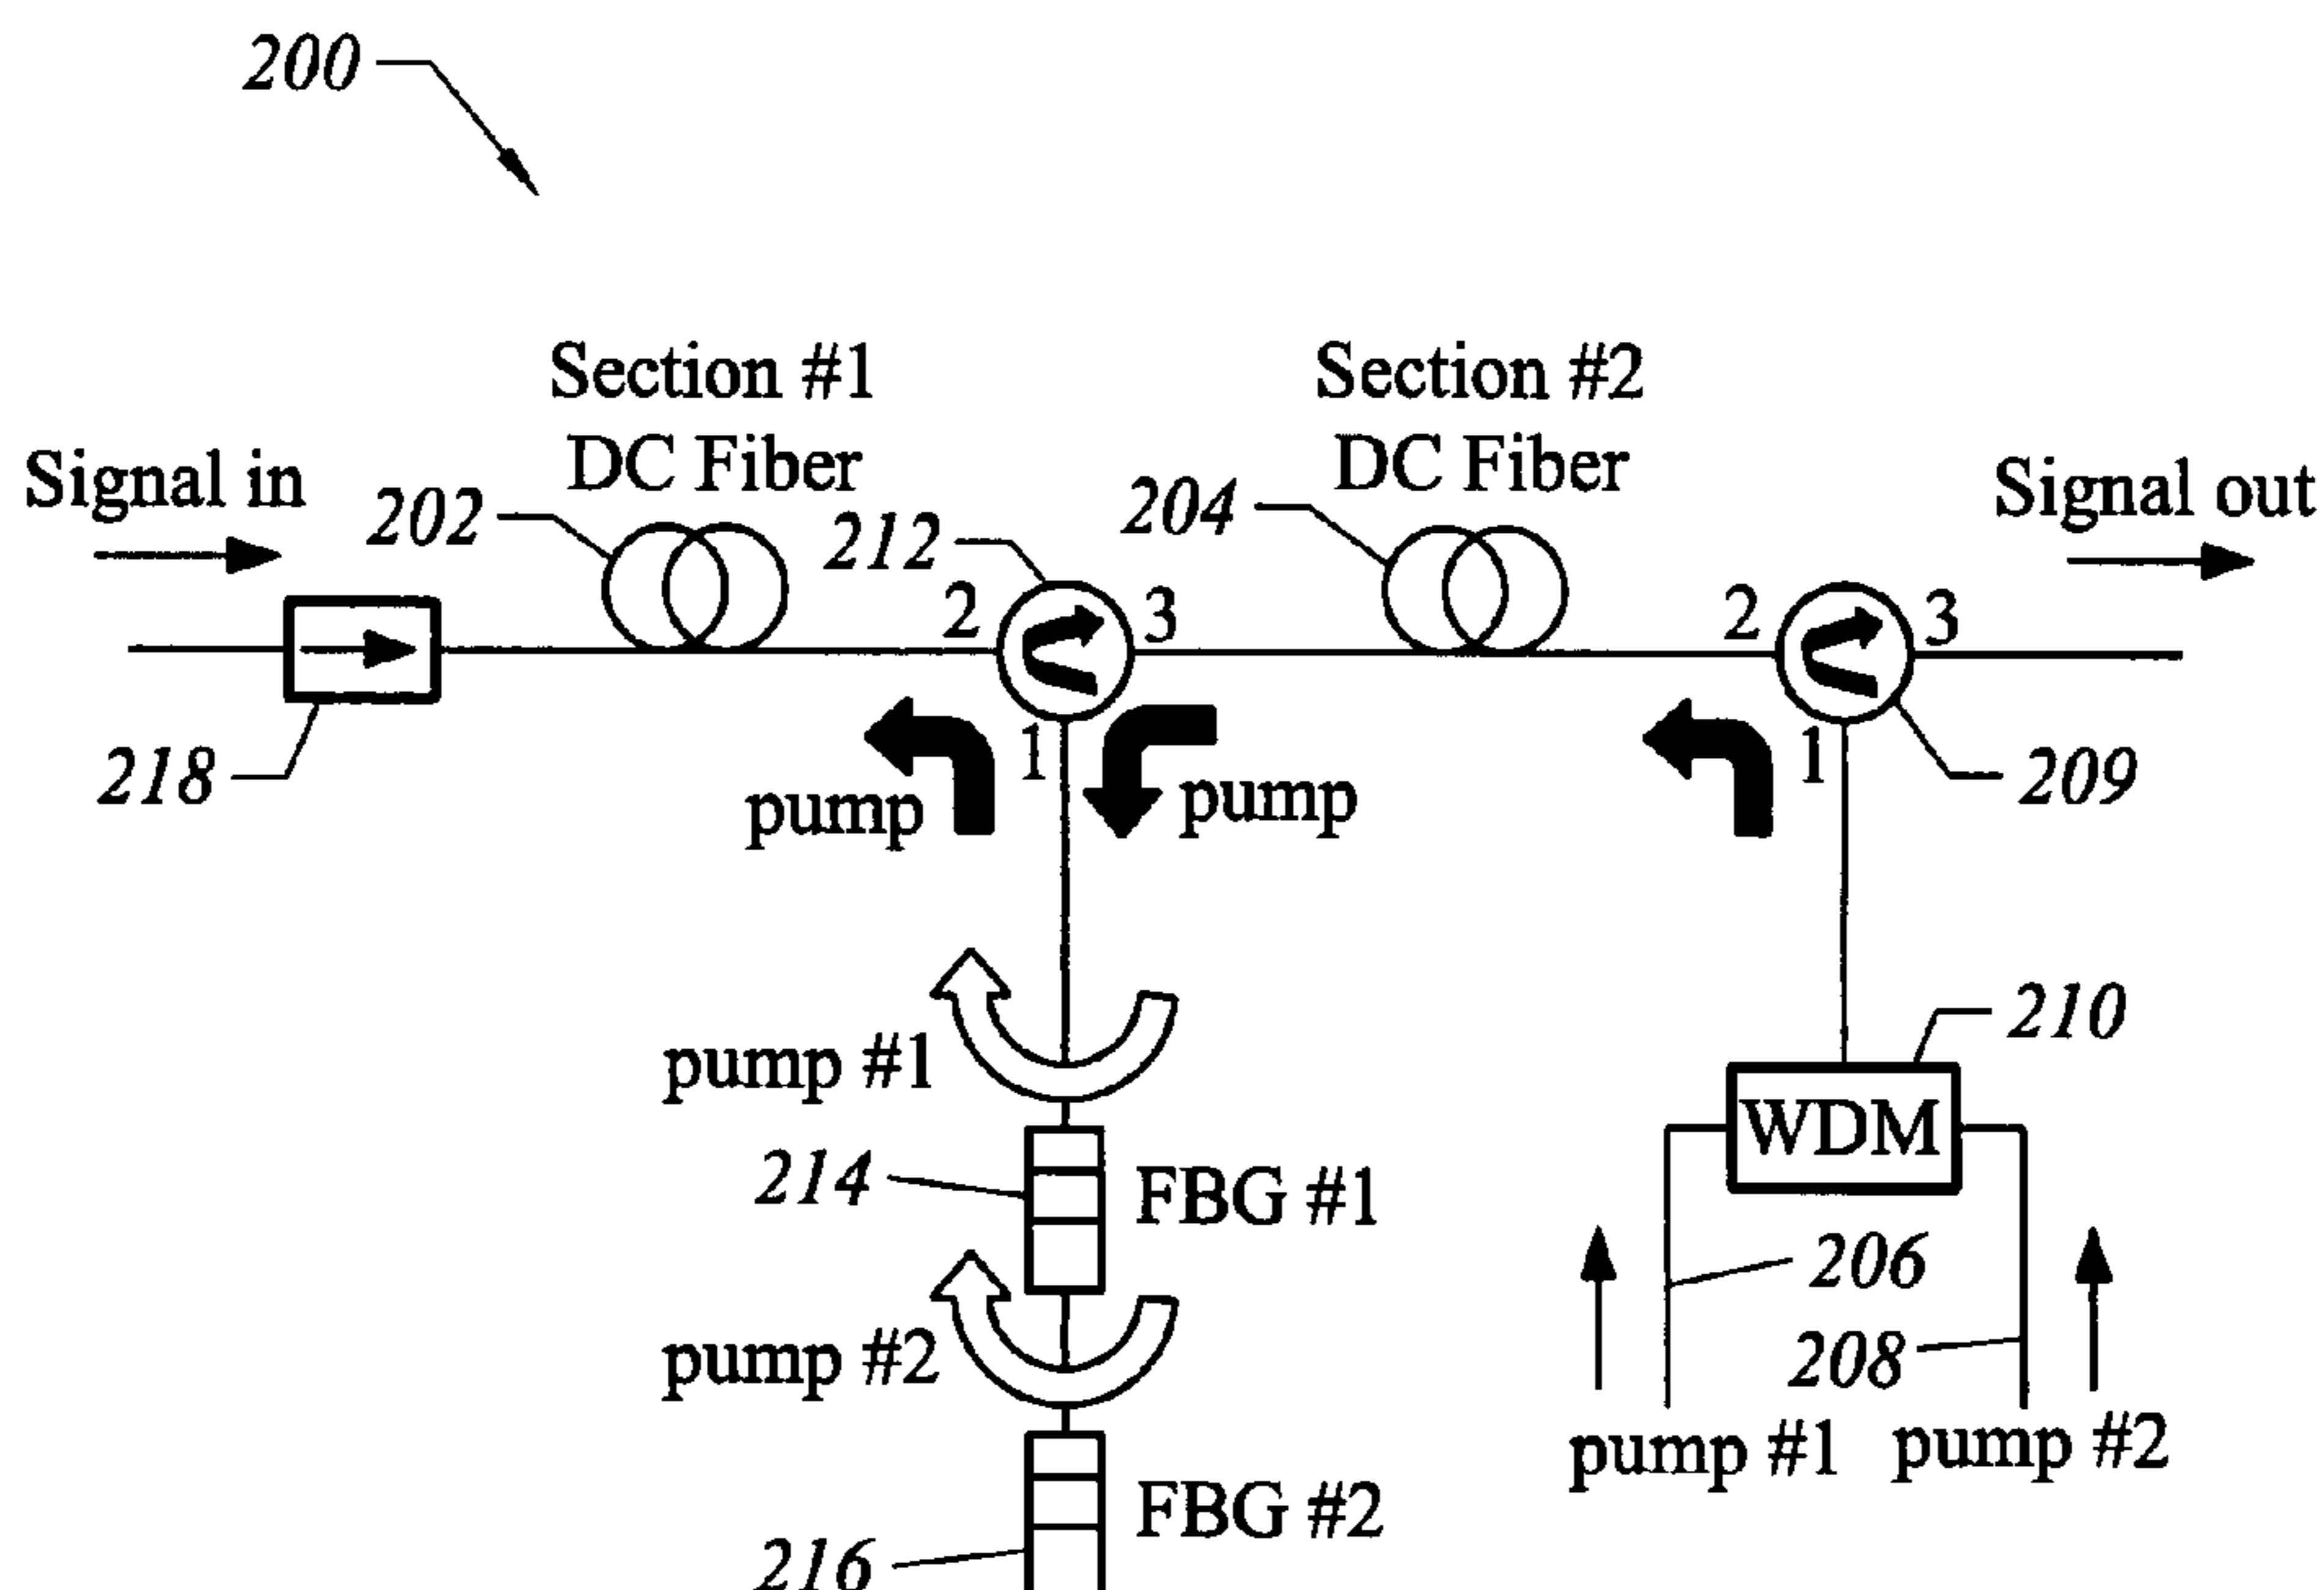 200
Section #1
DC Fiber
Section #2
DC Fiber
Signal in
Signal out
202
212
204
2
3
2
3
218
pump
1
pump
1
209
pump #1
210
WDM
214
FBG #1
206
pump #2
208
pump #1
pump #2
FBG #2
216